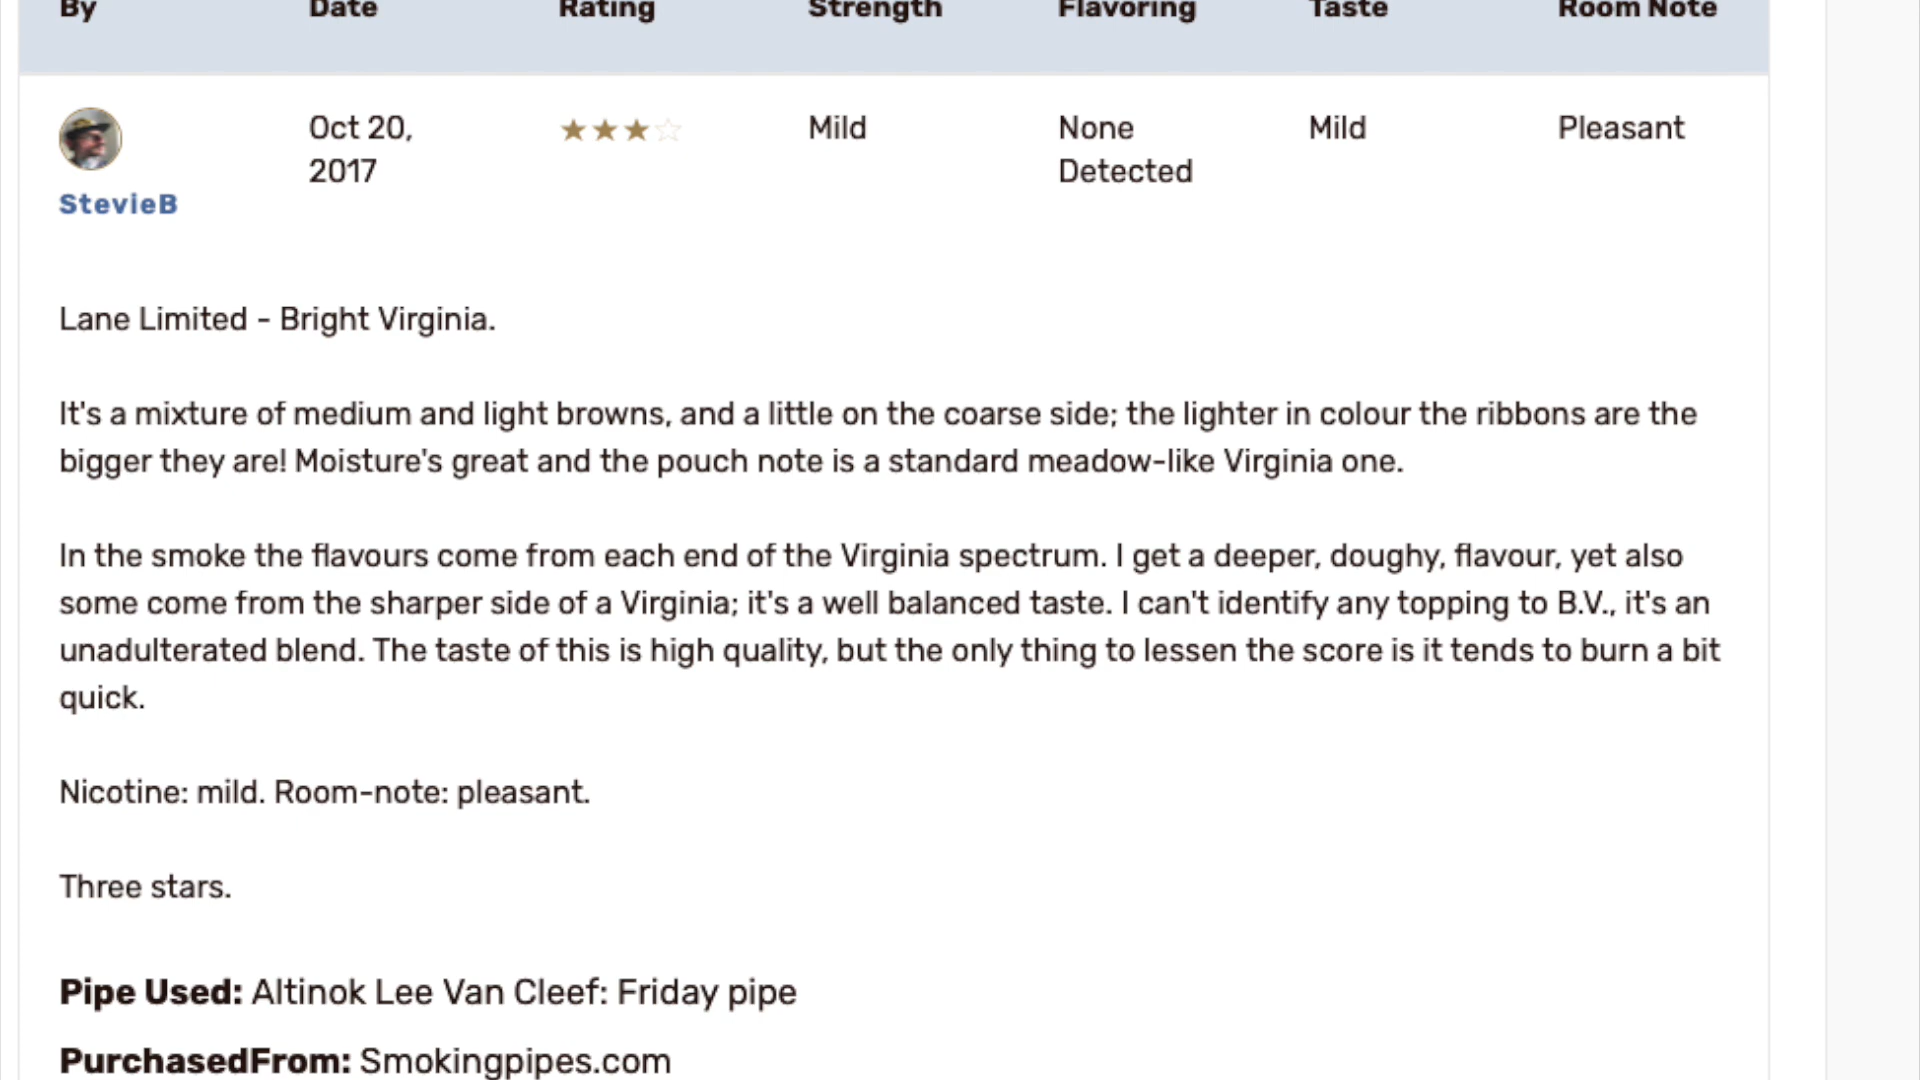 By Date Rating Strength Flavoring Taste Room Note
Oct 20, Mild None Mild Pleasant
2017 Detected
StevieB
Lane Limited - Bright Virginia.
It's a mixture of medium and light browns, and a little on the coarse side; the lighter in colour the ribbons are the
bigger they are! Moisture's great and the pouch note is a standard meadow-like Virginia one.
In the smoke the flavours come from each end of the Virginia spectrum. I get a deeper, doughy, flavour, yet also
some come from the sharper side of a Virginia; it's a well balanced taste. I can't identify any topping to B.V., it's an
unadulterated blend. The taste of this is high quality, but the only thing to lessen the score is it tends to burn a bit
quick.
Nicotine: mild. Room-note: pleasant.
Three stars.
Pipe Used: Altinok Lee Van Cleef: Friday pipe
PurchasedFrom: Smokingpipes.com